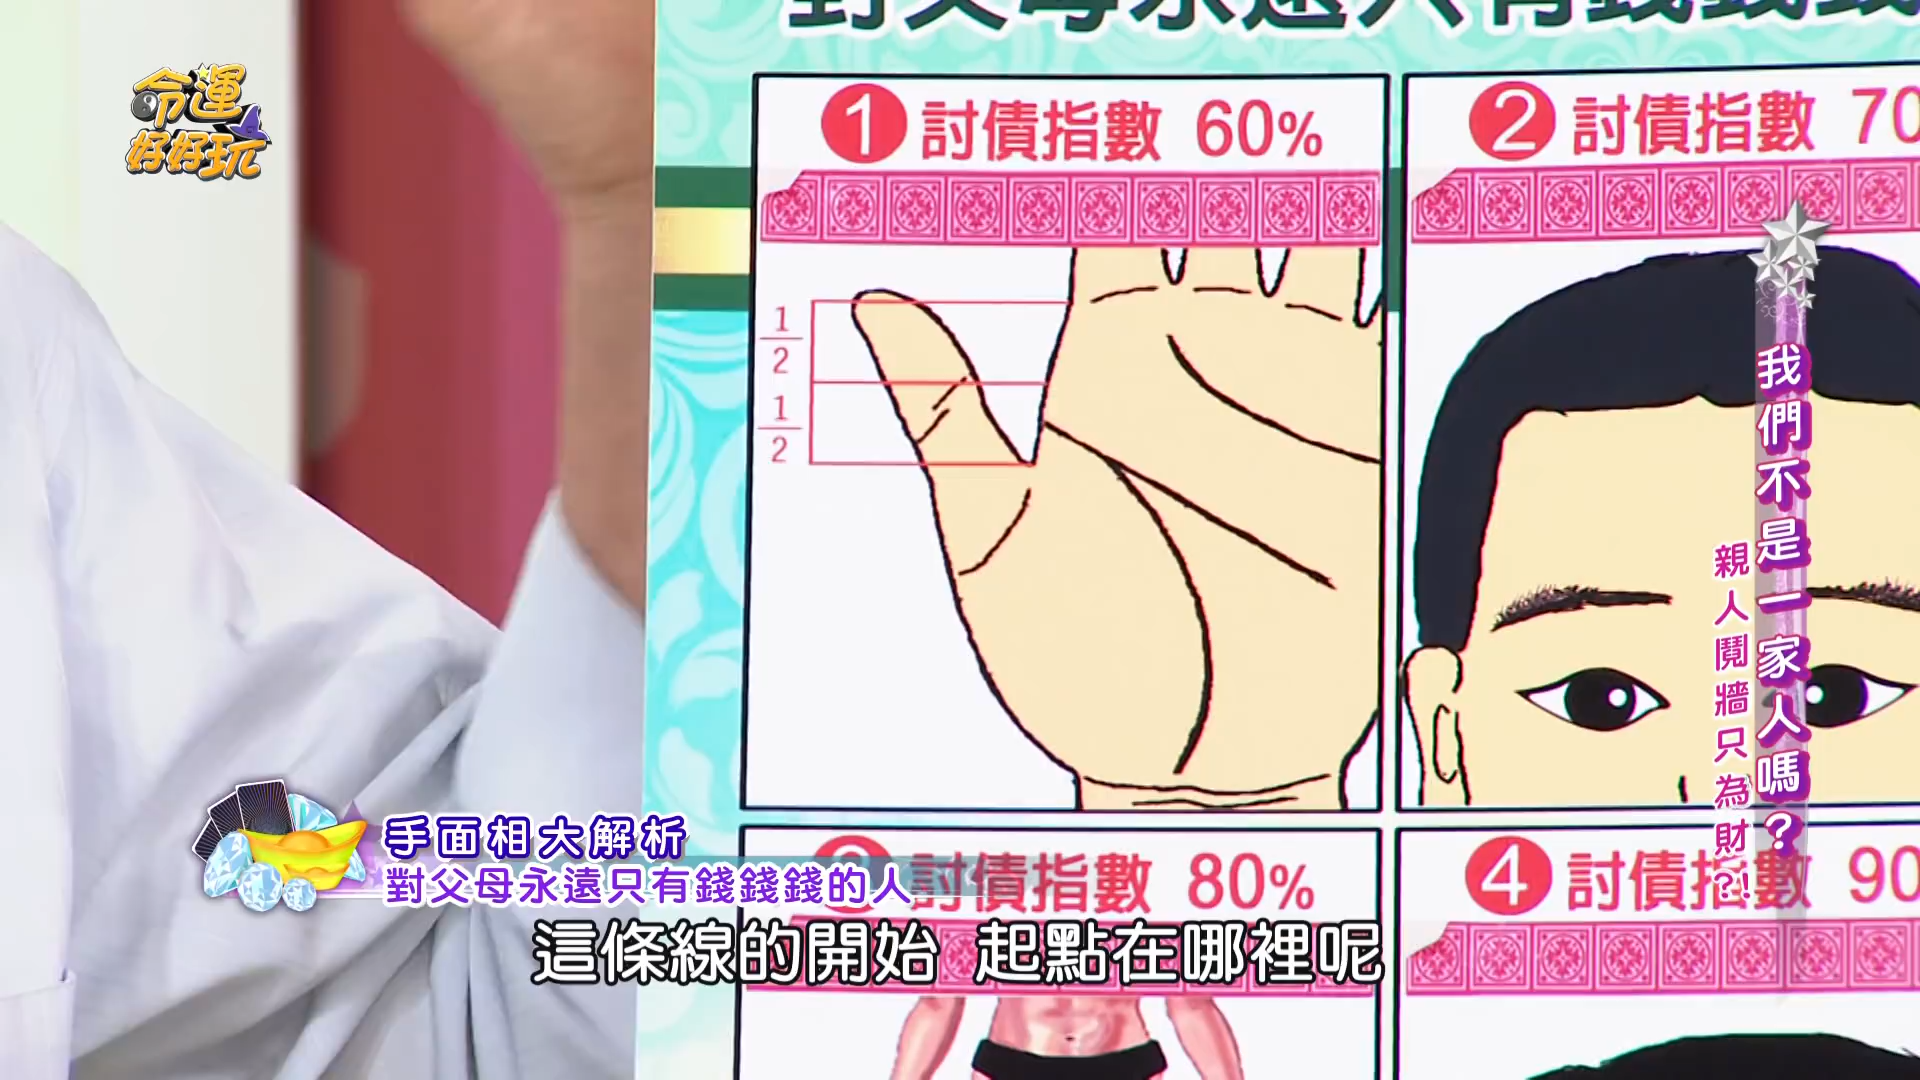 對父母永遠只有錢錢錢
命運
好好玩
1 討債指數 60%
2 討債指數 70
1
2
1
2
我們不是一家人嗎?
親人鬩牆只為財?!
討債指數 80%
4 討債指數 90
手面相大解析
對父母永遠只有錢錢錢的人
這條線的開始 起點在哪裡呢